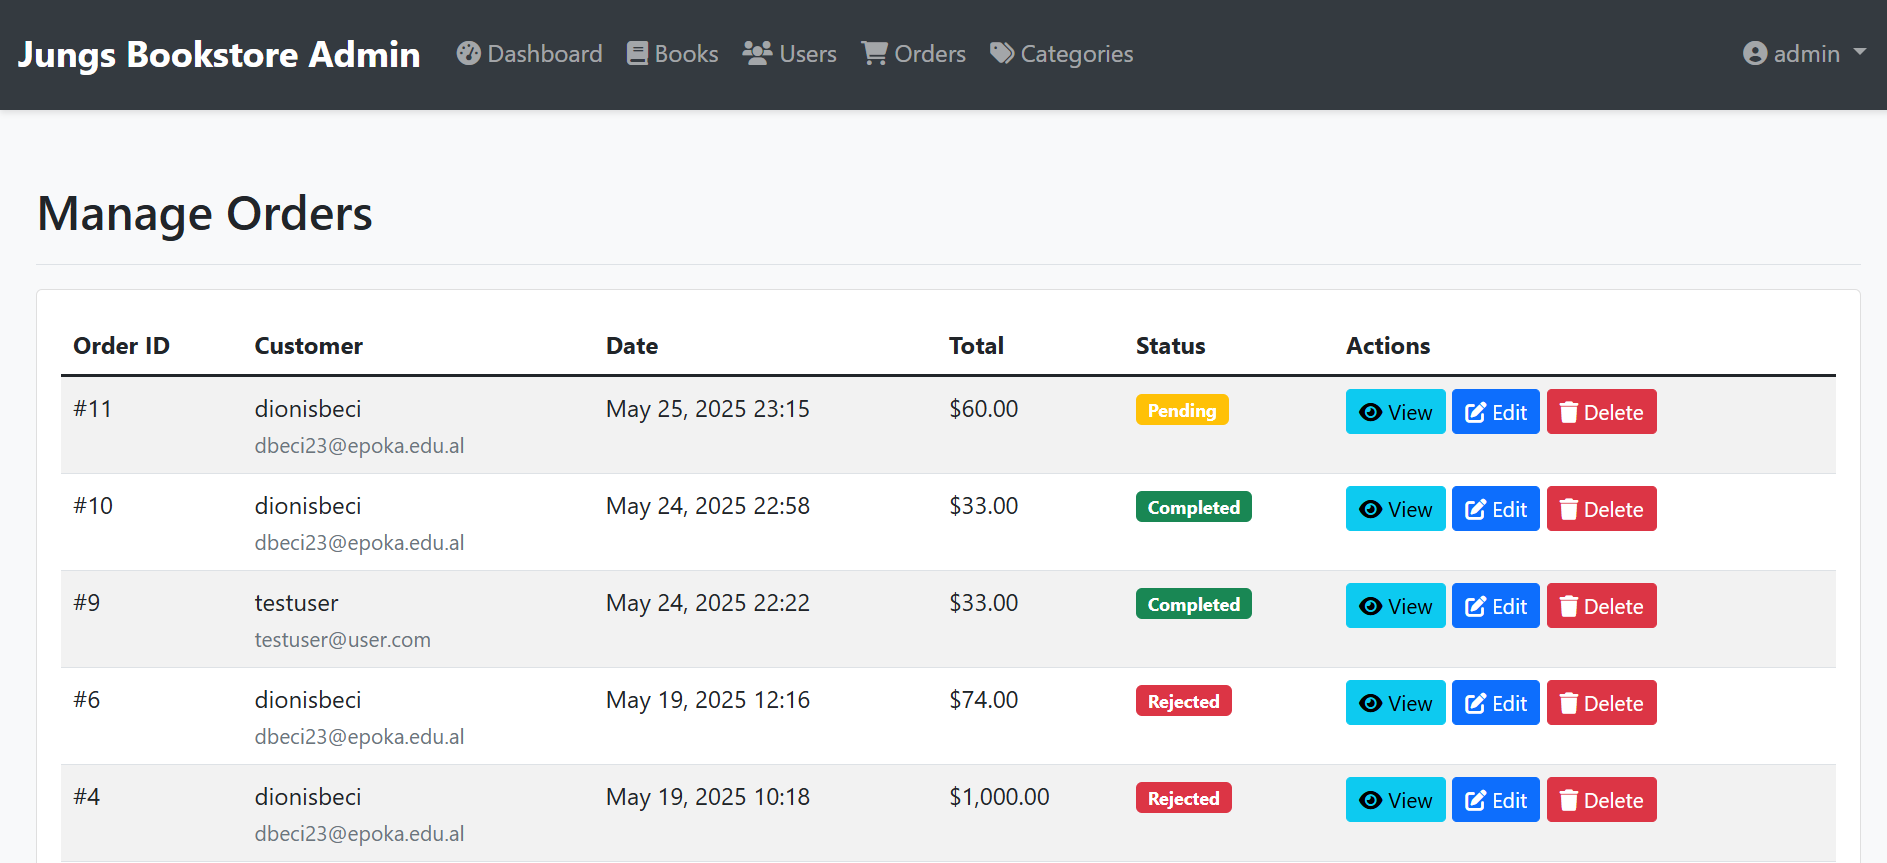 Jungs Bookstore Admin Dashboard Books Users Orders Categories admin
Manage Orders
Order ID Customer Date Total Status Actions
#11 dionisbeci May 25, 2025 23:15 $60.00 Pending View Edit Delete
dbeci23@epoka.edu.al
#10 dionisbeci May 24, 2025 22:58 $33.00 Completed View Edit Delete
dbeci23@epoka.edu.al
#9 testuser May 24, 2025 22:22 $33.00 Completed View Edit Delete
testuser@user.com
#6 dionisbeci May 19, 2025 12:16 $74.00 Rejected View Edit Delete
dbeci23@epoka.edu.al
#4 dionisbeci May 19, 2025 10:18 $1,000.00 Rejected View Edit Delete
dbeci23@epoka.edu.al